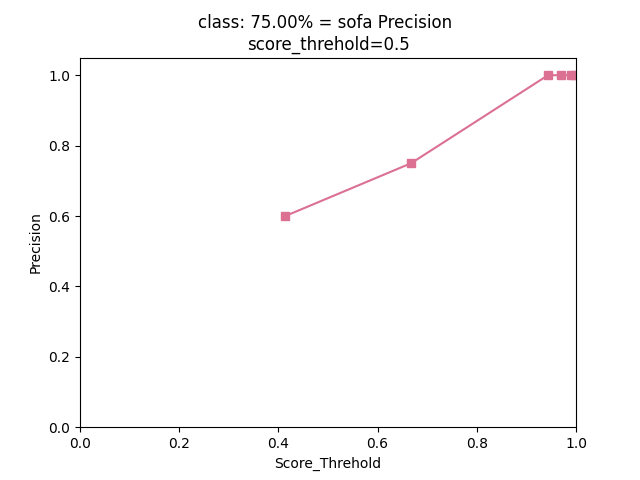 class: 75.00% = sofa Precision
score_threhold=0.5
1.0
0.8
0.6
0.4
0.2
0.0
Precision
0.0 0.2 0.4 0.6 0.8 1.0
Score_Threhold